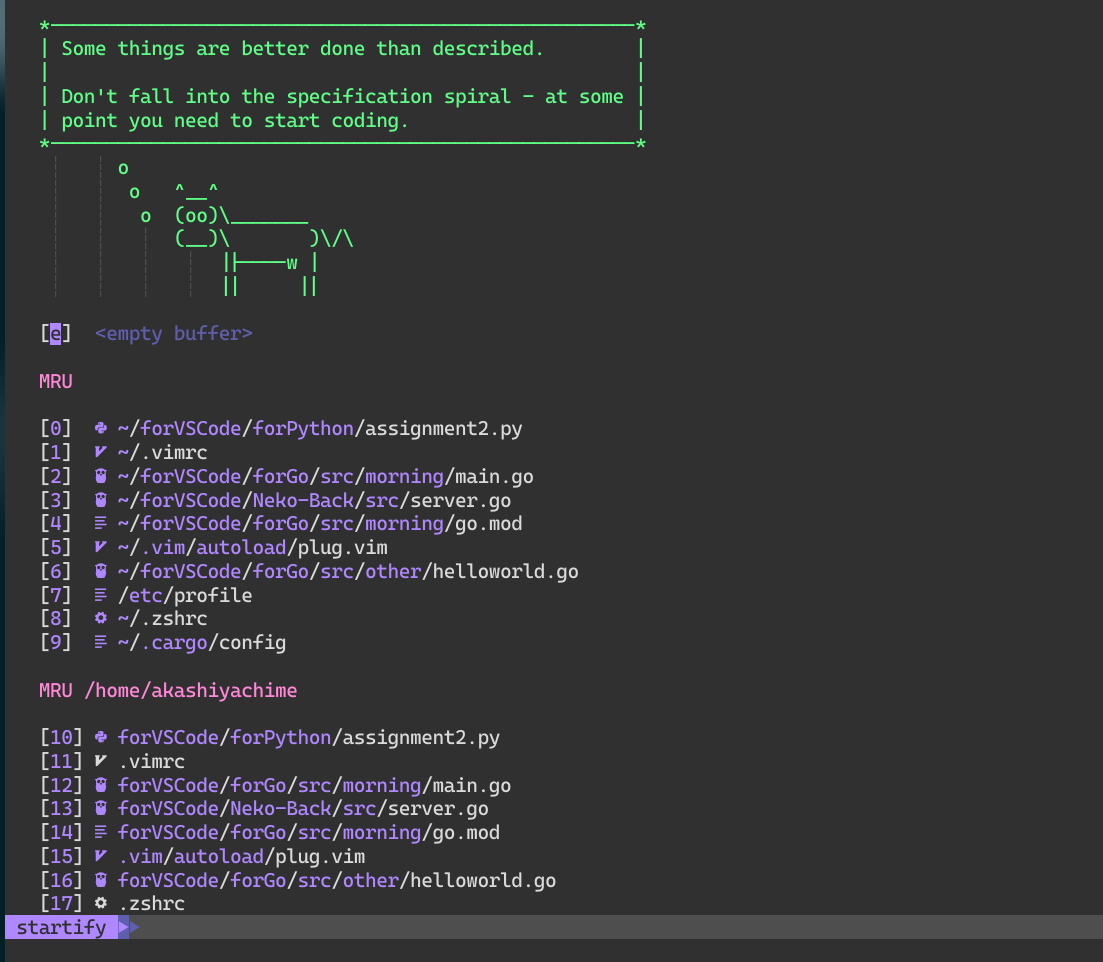 Some things are better done than described.
Don't fall into the specification spiral - at some
point you need to start coding.
[e] <empty buffer>
MRU
[0] ~/forVSCode/forPython/assignment2.py
[1] ~/.vimrc
[2] ~/forVSCode/forGo/src/morning/main.go
[3] ~/forVSCode/Neko-Back/src/server.go
[4] ~/forVSCode/forGo/src/morning/go.mod
[5] ~/.vim/autoload/plug.vim
[6] ~/forVSCode/forGo/src/other/helloworld.go
[7] /etc/profile
[8] ~/.zshrc
[9] ~/.cargo/config
MRU /home/akashiyachime
[10] forVSCode/forPython/assignment2.py
[11] .vimrc
[12] forVSCode/forGo/src/morning/main.go
[13] forVSCode/Neko-Back/src/server.go
[14] forVSCode/forGo/src/morning/go.mod
[15] .vim/autoload/plug.vim
[16] forVSCode/forGo/src/other/helloworld.go
[17] .zshrc
startify